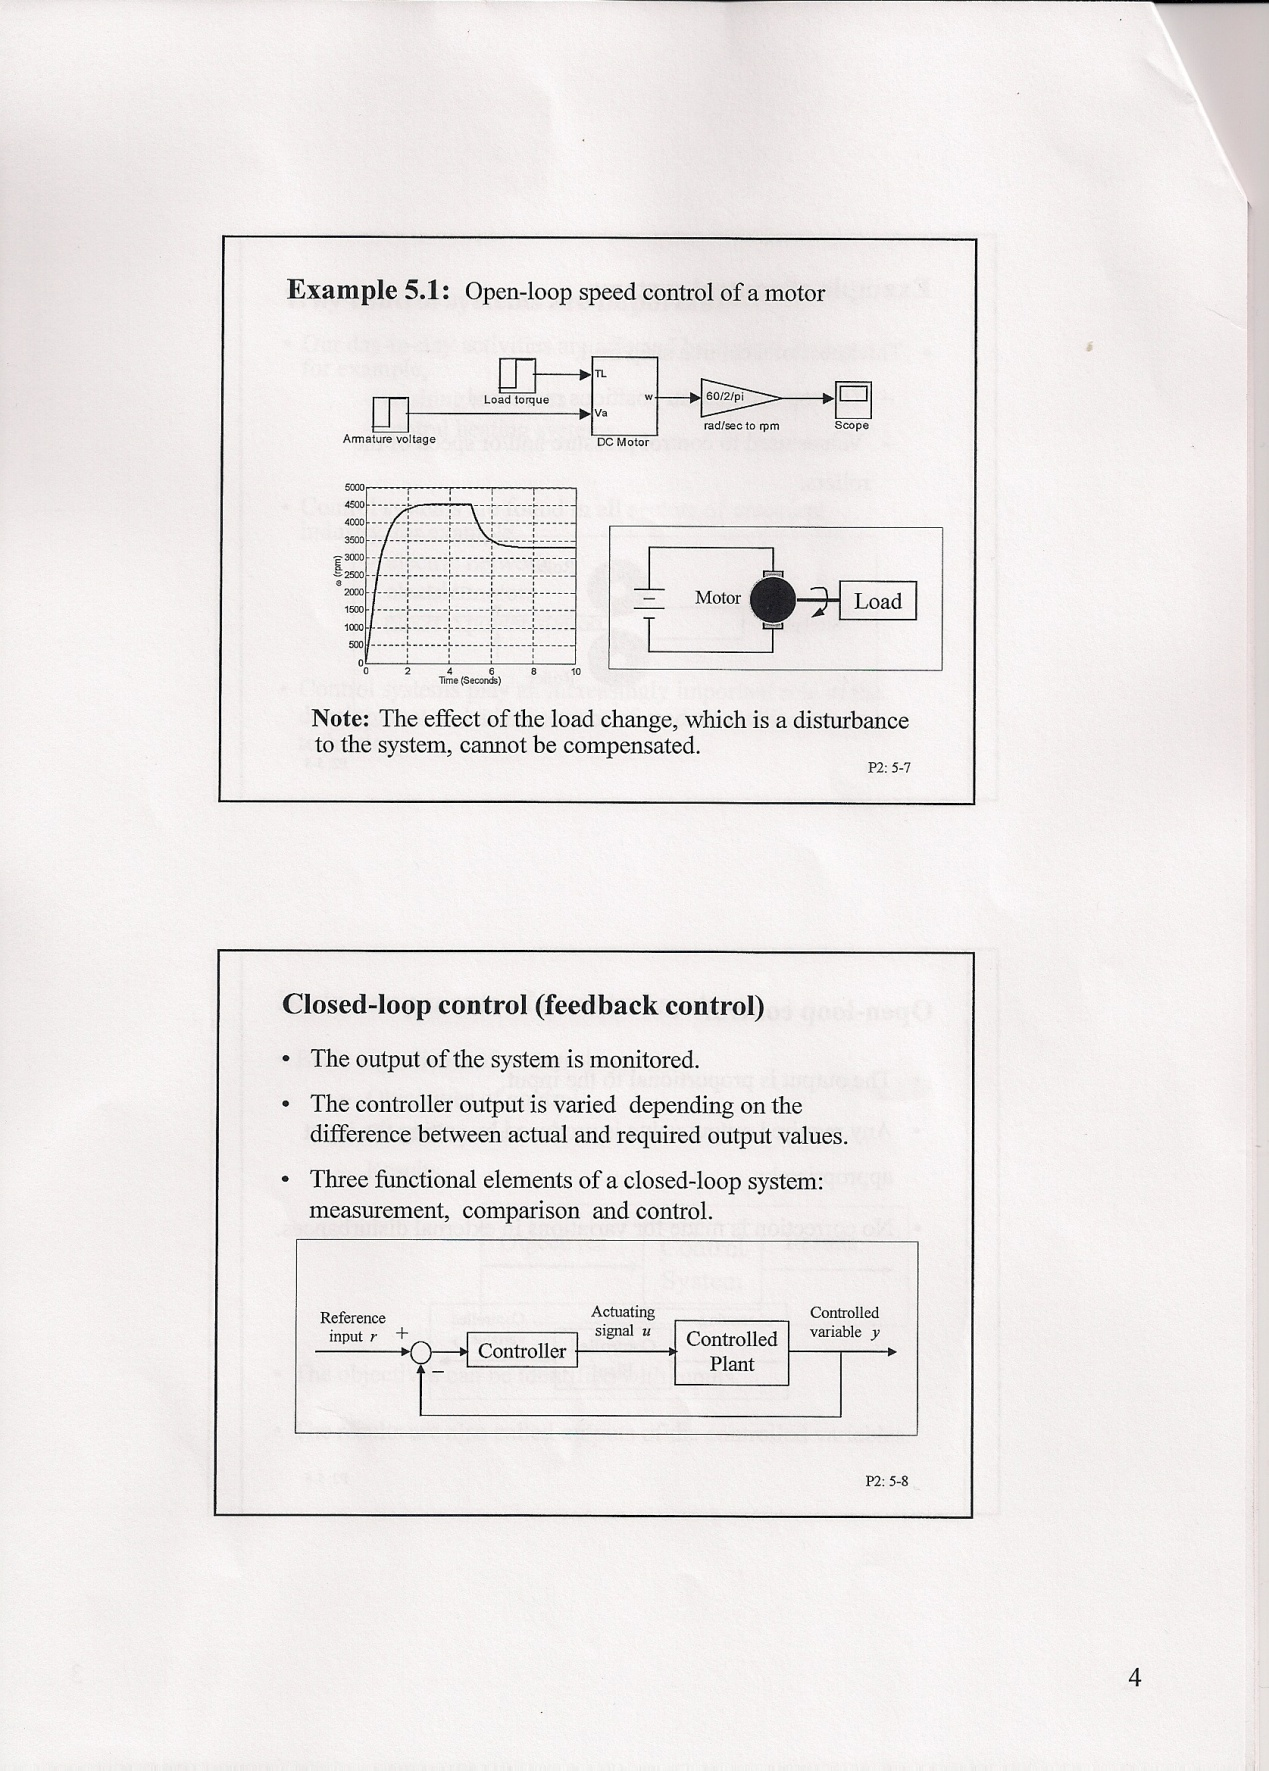 Example 5.1: Open-loop speed control of a motor
TL
Load torque
w
60/2/pi
Va
rad/sec to rpm
Scope
Armature voltage
DC Motor
5000
4500
4000
3500
3000
2500
2000
1500
1000
500
0
ω (rpm)
0 2 4 6 8 10
Time (Seconds)
Motor
Load
Note: The effect of the load change, which is a disturbance
to the system, cannot be compensated.
P2: 5-7
Closed-loop control (feedback control)
• The output of the system is monitored.
• The controller output is varied depending on the
difference between actual and required output values.
• Three functional elements of a closed-loop system:
measurement, comparison and control.
Reference
input r
+
−
Controller
Actuating
signal u
Controlled
Plant
Controlled
variable y
P2: 5-8
4